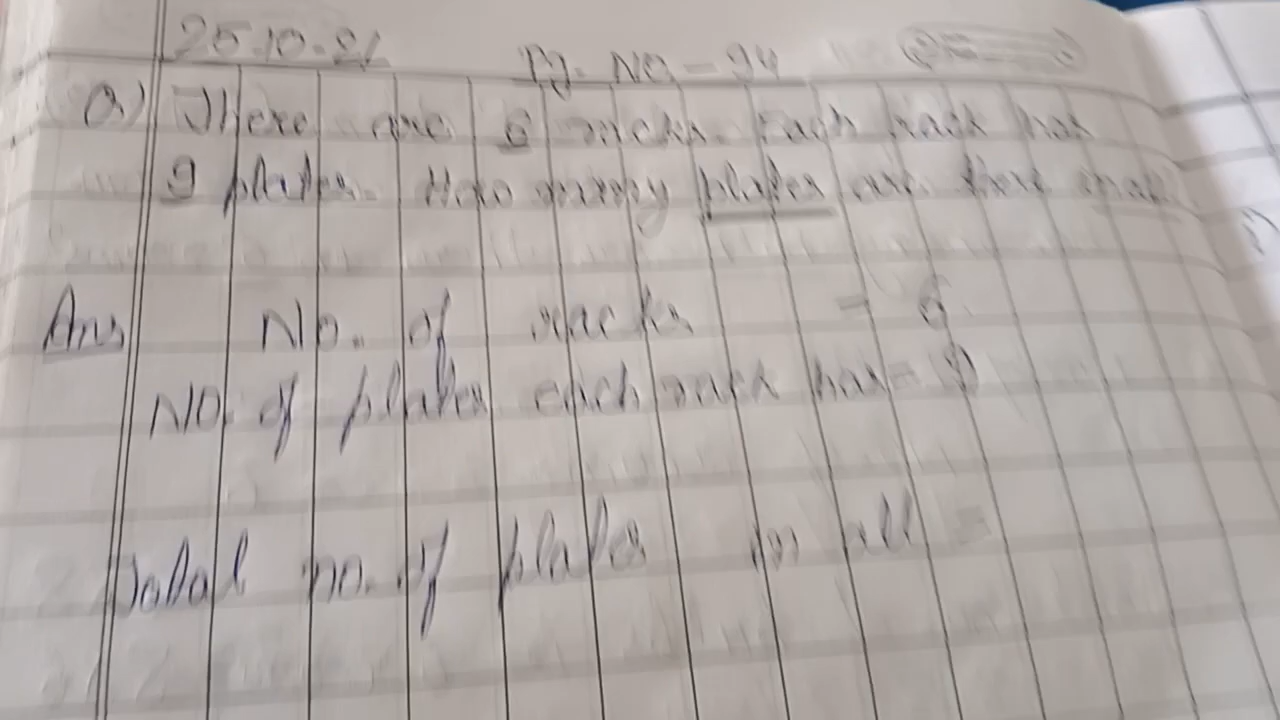 25.10.21 Pg. No - 94
Q) There are 6 racks. Each rack has
9 plates. How many plates are there in all
Ans No. of racks = 6
No. of plates each rack has = 9
Total no. of plates in all =